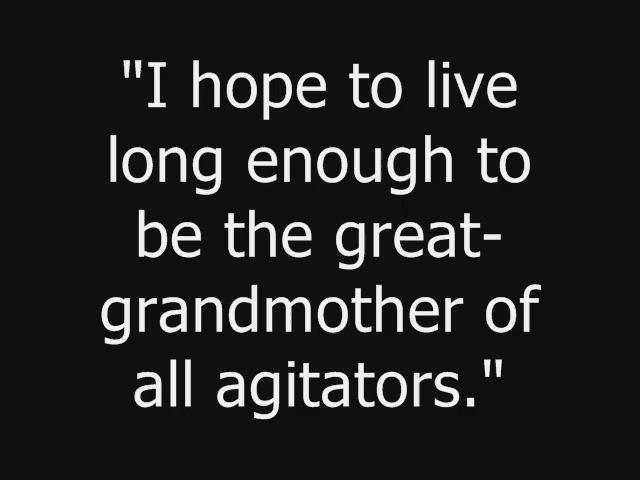 "I hope to live
long enough to
be the great-
grandmother of
all agitators."